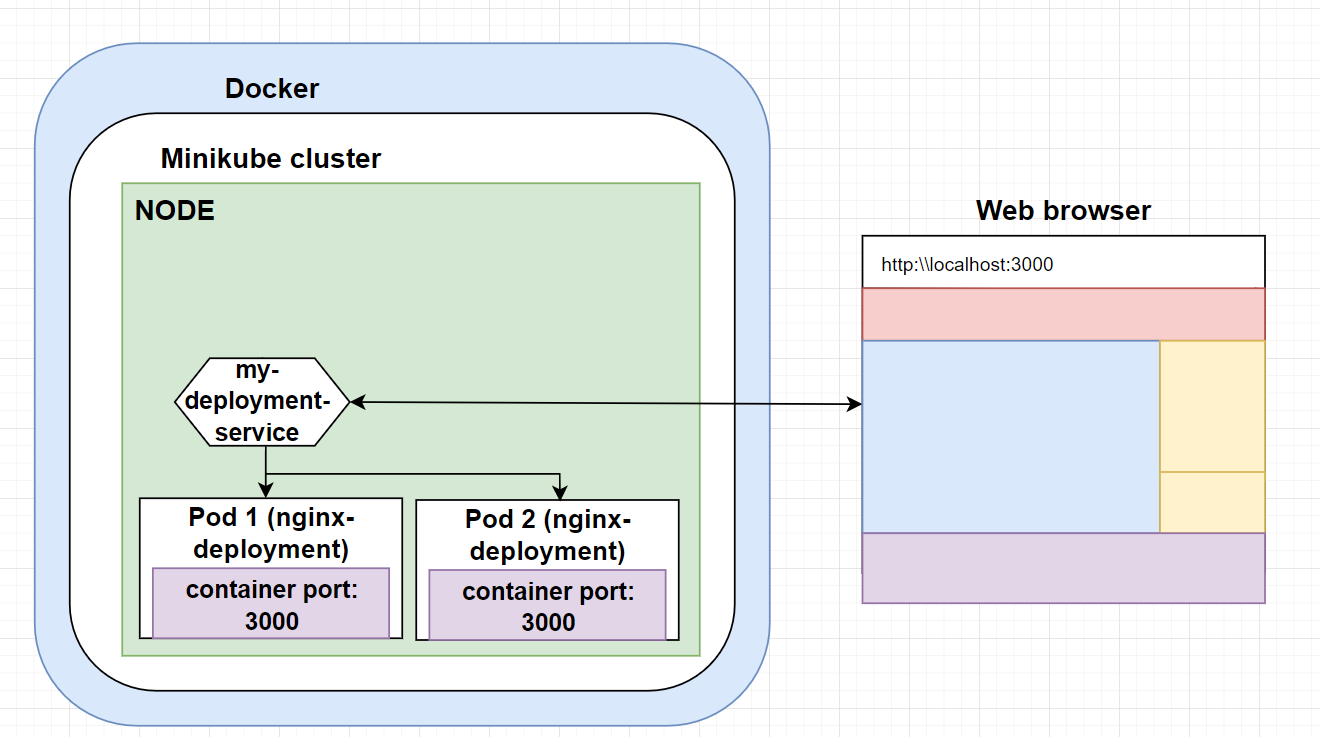 Docker
Minikube cluster
NODE
my-
deployment-
service
Pod 1 (nginx-
deployment)
container port:
3000
Pod 2 (nginx-
deployment)
container port:
3000
Web browser
http:\\localhost:3000